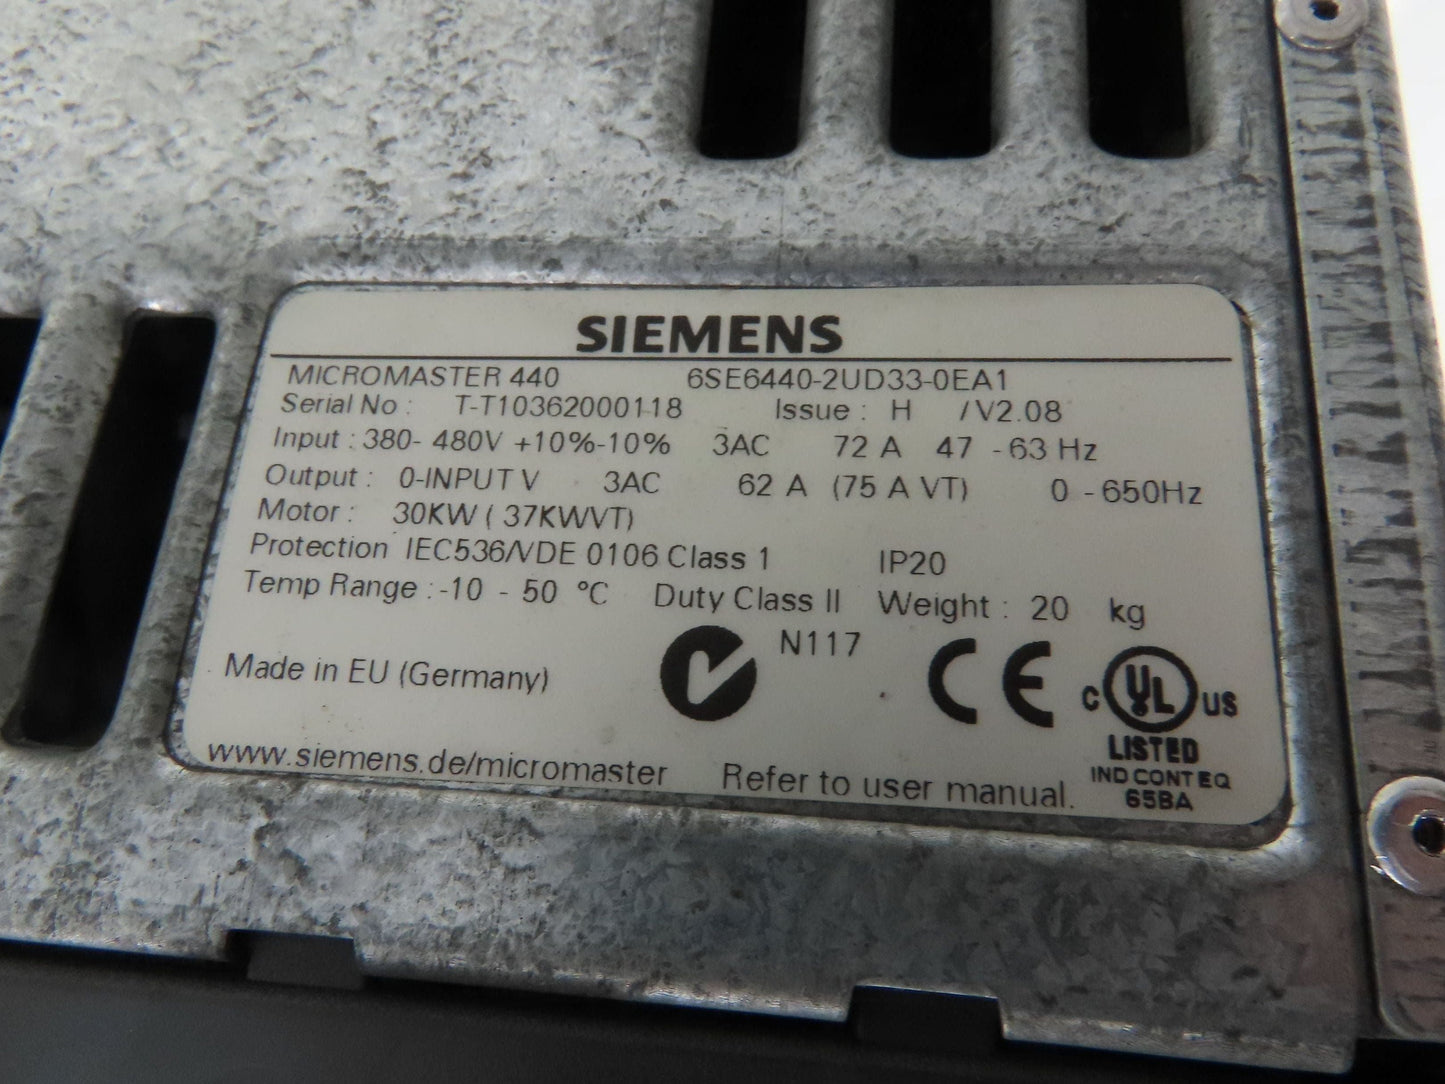 SIEMENS
MICROMASTER 440 6SE6440-2UD33-0EA1
Serial No : T-T10362000118 Issue : H /V2.08
Input : 380- 480V +10%-10% 3AC 72 A 47 - 63 Hz
Output : 0-INPUT V 3AC 62 A (75 A VT) 0 - 650Hz
Motor : 30KW ( 37KWVT)
Protection IEC536/VDE 0106 Class 1 IP20
Temp Range : -10 - 50 °C Duty Class II Weight : 20 kg
N117
Made in EU (Germany)
CE
C UL US
LISTED
IND CONT EQ
65BA
www.siemens.de/micromaster Refer to user manual.